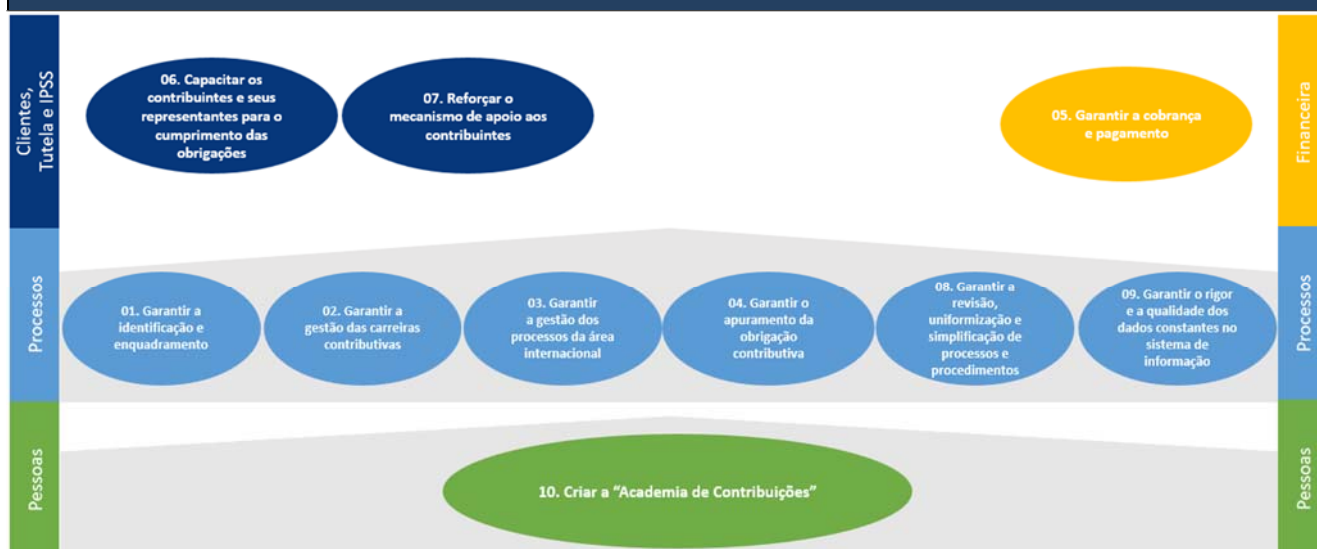 Clientes,
Tutela e IPSS
06. Capacitar os
contribuintes e seus
representantes para o
cumprimento das
obrigações
07. Reforçar o
mecanismo de apoio aos
contribuintes
05. Garantir a cobrança
e pagamento
Financeira
Processos
01. Garantir a
identificação e
enquadramento
02. Garantir a
gestão das carreiras
contributivas
03. Garantir
a gestão dos
processos da área
internacional
04. Garantir o
apuramento da
obrigação
contributiva
08. Garantir a
revisão,
uniformização e
simplificação de
processos e
procedimentos
09. Garantir o rigor
e a qualidade dos
dados constantes no
sistema de
informação
Processos
Pessoas
10. Criar a “Academia de Contribuições”
Pessoas